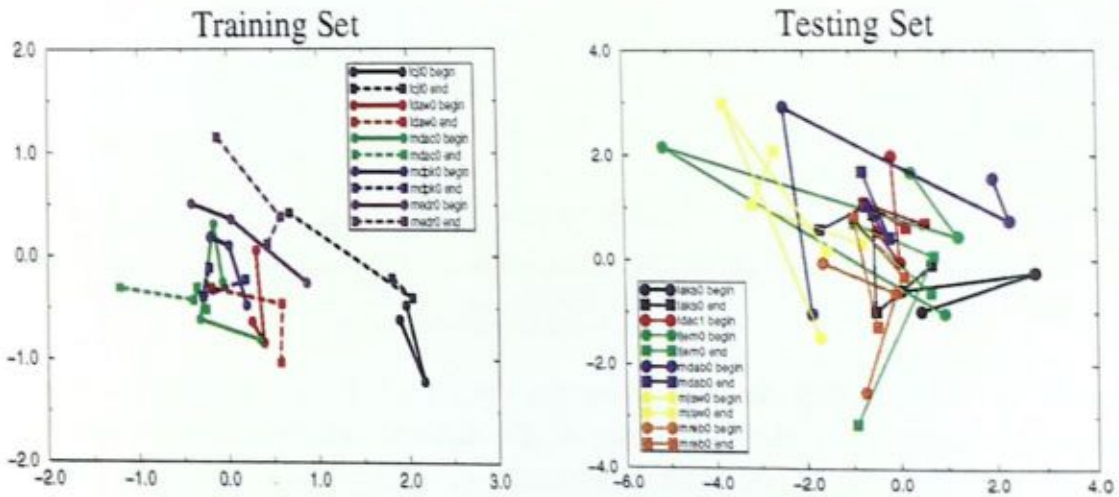 Training Set
2.0
1.0
0.0
−1.0
−2.0
−2.0
−1.0
0.0
1.0
2.0
3.0
fcjf0 begin
fcjf0 end
fdaw0 begin
fdaw0 end
mdac0 begin
mdac0 end
mdpk0 begin
mdpk0 end
medr0 begin
medr0 end
Testing Set
4.0
2.0
0.0
−2.0
−4.0
−6.0
−4.0
−2.0
0.0
2.0
4.0
faks0 begin
faks0 end
fdac1 begin
begin
end
mdab0 begin
mdab0 end
mjsw0 begin
mjsw0 end
mreb0 begin
mreb0 end